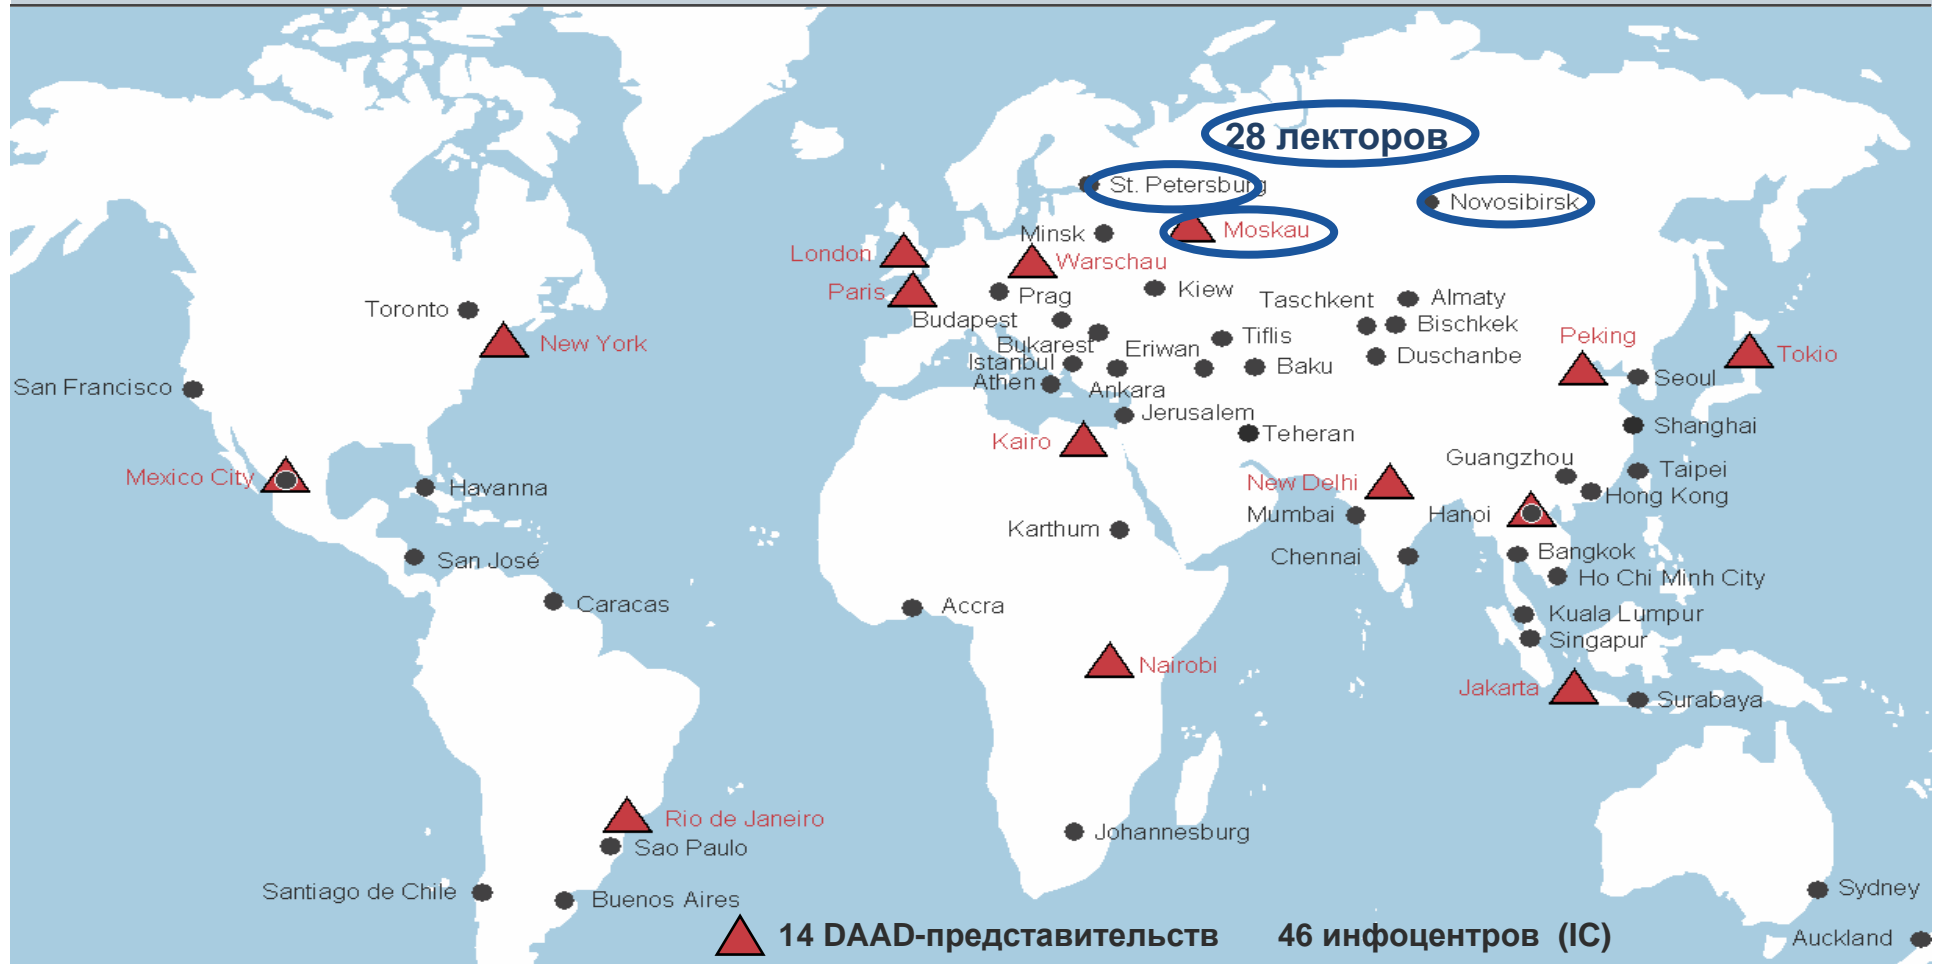 28 лекторов
St. Petersburg
Novosibirsk
Moskau
Minsk
London
Warschau
Paris
Prag
Kiew
Taschkent
Almaty
Toronto
Budapest
Bischkek
New York
Bukarest
Eriwan
Tiflis
Peking
Tokio
Istanbul
Baku
Duschanbe
San Francisco
Athen
Ankara
Seoul
Jerusalem
Kairo
Teheran
Shanghai
Mexico City
Havanna
New Delhi
Guangzhou
Taipei
Hong Kong
Karthum
Mumbai
Hanoi
San José
Chennai
Bangkok
Ho Chi Minh City
Caracas
Accra
Kuala Lumpur
Singapur
Nairobi
Jakarta
Surabaya
Rio de Janeiro
Johannesburg
Sao Paulo
Santiago de Chile
Buenos Aires
Sydney
14 DAAD-представительств 46 инфоцентров (IC)
Auckland